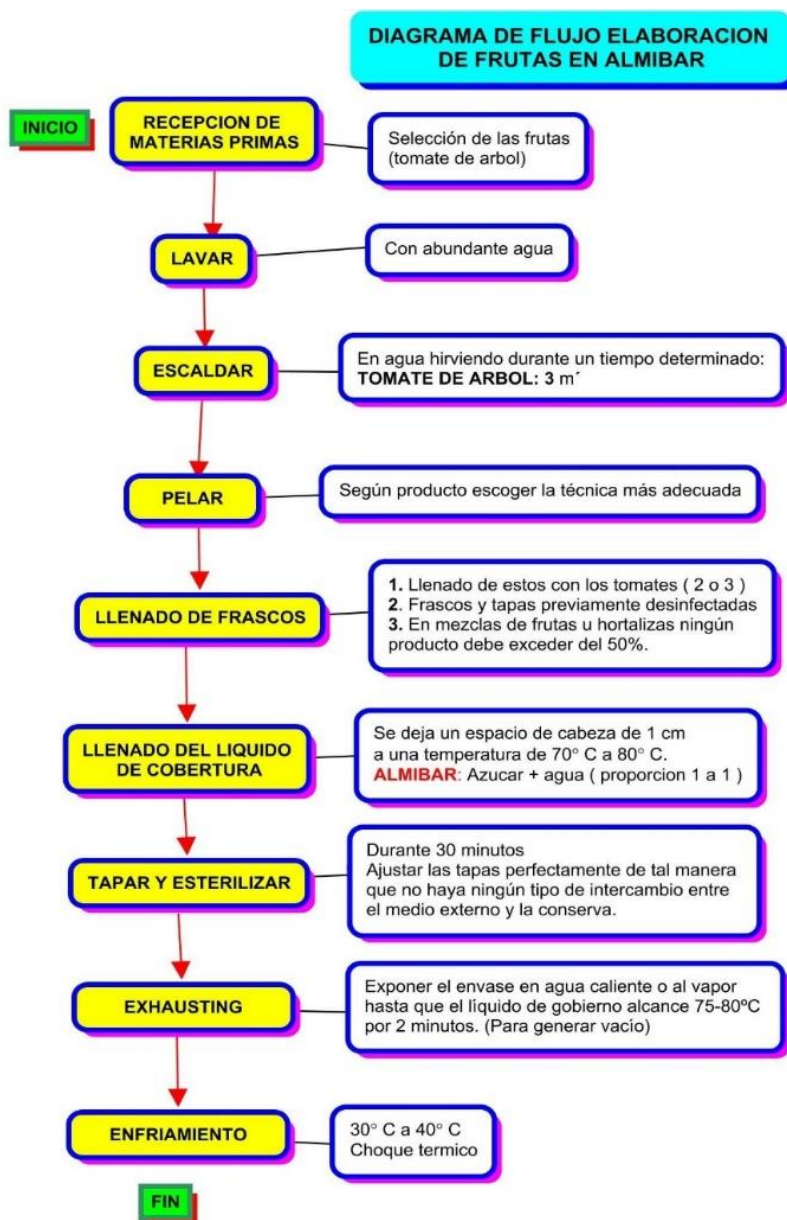 DIAGRAMA DE FLUJO ELABORACION
DE FRUTAS EN ALMIBAR
INICIO
RECEPCION DE
MATERIAS PRIMAS
Selección de las frutas
(tomate de arbol)
LAVAR
Con abundante agua
ESCALDAR
En agua hirviendo durante un tiempo determinado:
TOMATE DE ARBOL: 3 m´
PELAR
Según producto escoger la técnica más adecuada
LLENADO DE FRASCOS
1. Llenado de estos con los tomates ( 2 o 3 )
2. Frascos y tapas previamente desinfectadas
3. En mezclas de frutas u hortalizas ningún
producto debe exceder del 50%.
LLENADO DEL LIQUIDO
DE COBERTURA
Se deja un espacio de cabeza de 1 cm
a una temperatura de 70° C a 80° C.
ALMIBAR: Azucar + agua ( proporcion 1 a 1 )
TAPAR Y ESTERILIZAR
Durante 30 minutos
Ajustar las tapas perfectamente de tal manera
que no haya ningún tipo de intercambio entre
el medio externo y la conserva.
EXHAUSTING
Exponer el envase en agua caliente o al vapor
hasta que el líquido de gobierno alcance 75-80ºC
por 2 minutos. (Para generar vacío)
ENFRIAMIENTO
30° C a 40° C
Choque termico
FIN